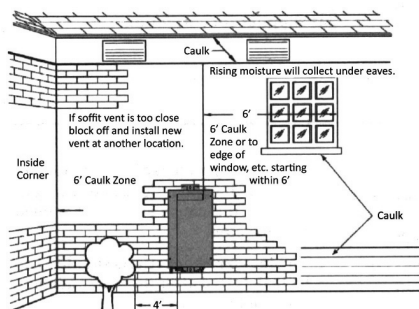 Caulk
Rising moisture will collect under eaves.
If soffit vent is too close
block off and install new
vent at another location.
6'
6' Caulk
Zone or to
edge of
window, etc. starting
within 6'
Inside
Corner
6' Caulk Zone
Caulk
4'